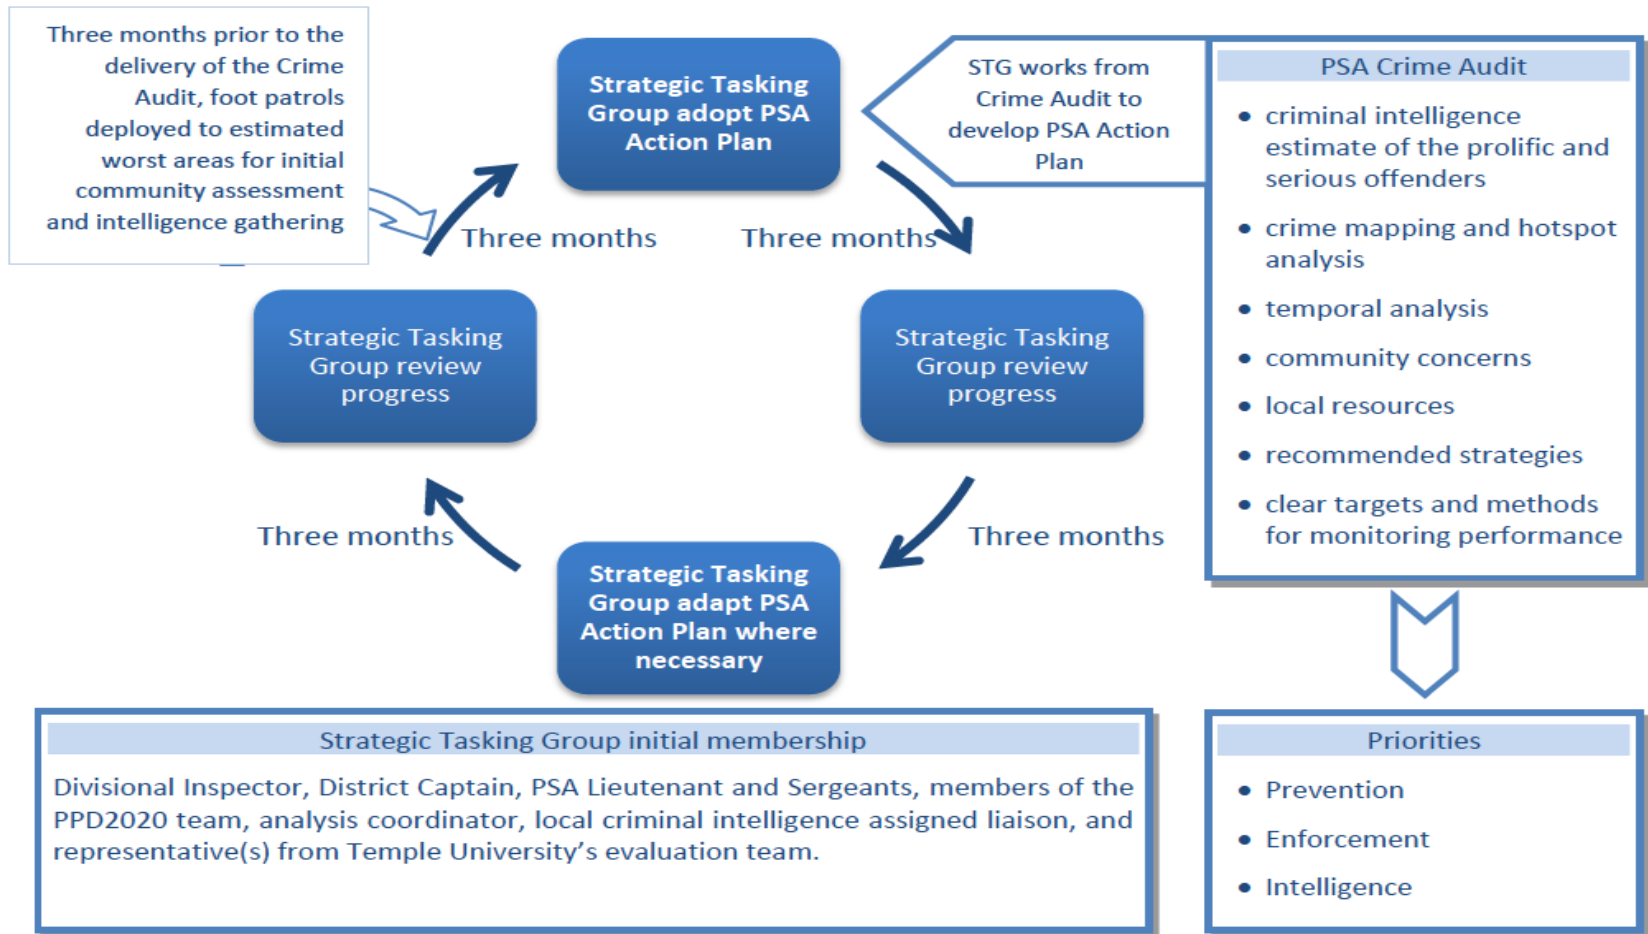 Three months prior to the
delivery of the Crime
Audit, foot patrols
deployed to estimated
worst areas for initial
community assessment
and intelligence gathering
Strategic Tasking
Group adopt PSA
Action Plan
STG works from
Crime Audit to
develop PSA Action
Plan
PSA Crime Audit
• criminal intelligence
estimate of the prolific and
serious offenders
• crime mapping and hotspot
analysis
• temporal analysis
• community concerns
• local resources
• recommended strategies
• clear targets and methods
for monitoring performance
Three months
Three months
Strategic Tasking
Group review
progress
Strategic Tasking
Group review
progress
Three months
Three months
Strategic Tasking
Group adapt PSA
Action Plan where
necessary
Strategic Tasking Group initial membership
Divisional Inspector, District Captain, PSA Lieutenant and Sergeants, members of the
PPD2020 team, analysis coordinator, local criminal intelligence assigned liaison, and
representative(s) from Temple University’s evaluation team.
Priorities
• Prevention
• Enforcement
• Intelligence